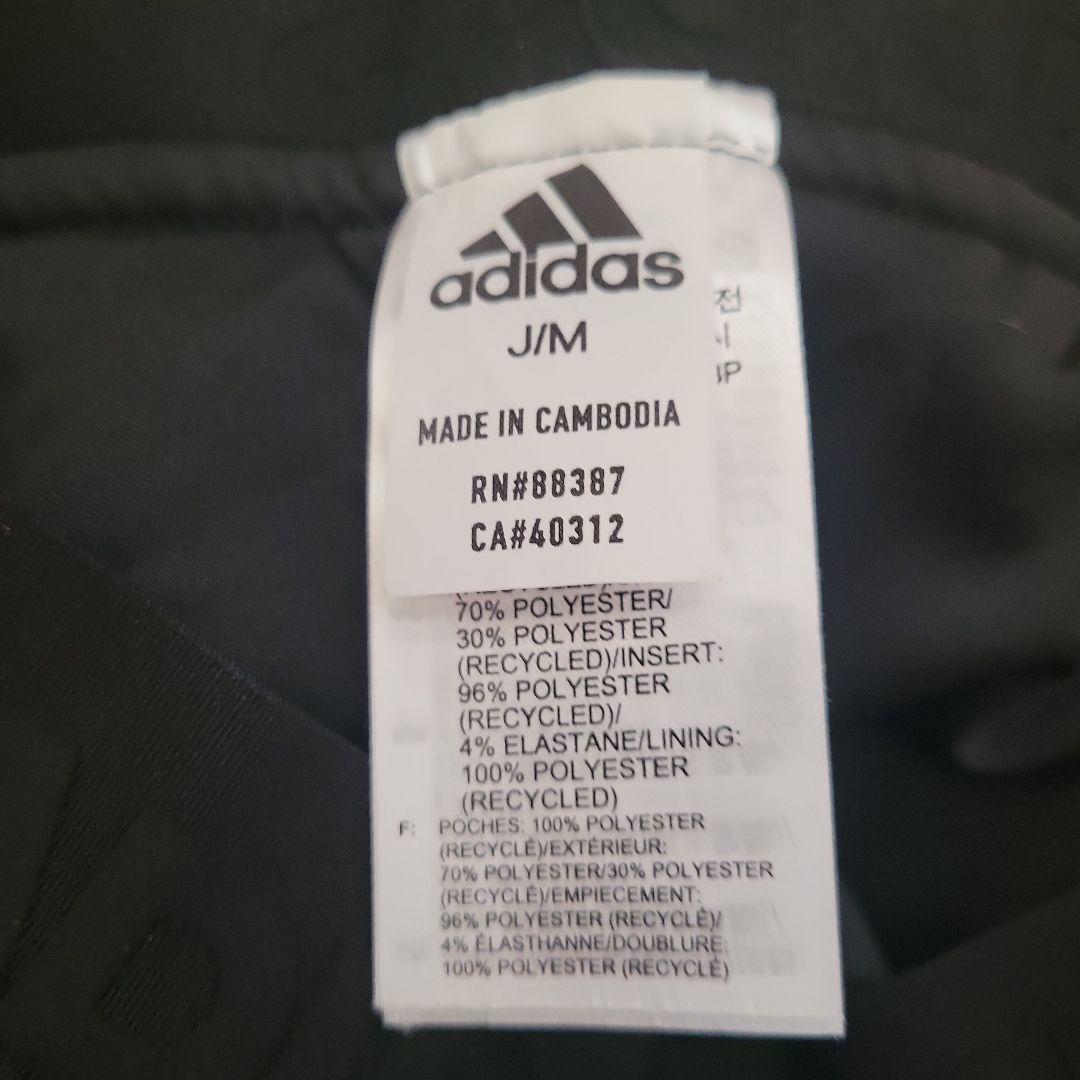 adidas
J/M
MADE IN CAMBODIA
RN#88387
CA#40312
전
70% POLYESTER/
30% POLYESTER
(RECYCLED)/INSERT:
96% POLYESTER
(RECYCLED)/
4% ELASTANE/LINING:
100% POLYESTER
(RECYCLED)
F: POCHES: 100% POLYESTER
(RECYCLÉ)/EXTÉRIEUR:
70% POLYESTER/30% POLYESTER
(RECYCLÉ)/EMPIECEMENT:
96% POLYESTER (RECYCLÉ)/
4% ÉLASTHANNE/DOUBLURE:
100% POLYESTER (RECYCLÉ)